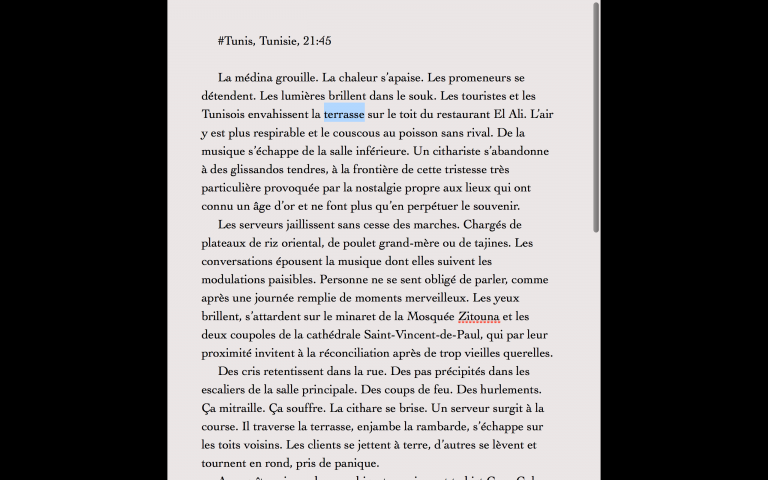 #Tunis, Tunisie, 21:45
La médina grouille. La chaleur s’apaise. Les promeneurs se
détendent. Les lumières brillent dans le souk. Les touristes et les
Tunisois envahissent la terrasse sur le toit du restaurant El Ali. L’air
y est plus respirable et le couscous au poisson sans rival. De la
musique s’échappe de la salle inférieure. Un cithariste s’abandonne
à des glissandos tendres, à la frontière de cette tristesse très
particulière provoquée par la nostalgie propre aux lieux qui ont
connu un âge d’or et ne font plus qu’en perpétuer le souvenir.
Les serveurs jaillissent sans cesse des marches. Chargés de
plateaux de riz oriental, de poulet grand-mère ou de tajines. Les
conversations épousent la musique dont elles suivent les
modulations paisibles. Personne ne se sent obligé de parler, comme
après une journée remplie de moments merveilleux. Les yeux
brillent, s’attardent sur le minaret de la Mosquée Zitouna et les
deux coupoles de la cathédrale Saint-Vincent-de-Paul, qui par leur
proximité invitent à la réconciliation après de trop vieilles querelles.
Des cris retentissent dans la rue. Des pas précipités dans les
escaliers de la salle principale. Des coups de feu. Des hurlements.
Ça mitraille. Ça souffre. La cithare se brise. Un serveur surgit à la
course. Il traverse la terrasse, enjambe la rambarde, s’échappe sur
les toits voisins. Les clients se jettent à terre, d’autres se lèvent et
tournent en rond, pris de panique.